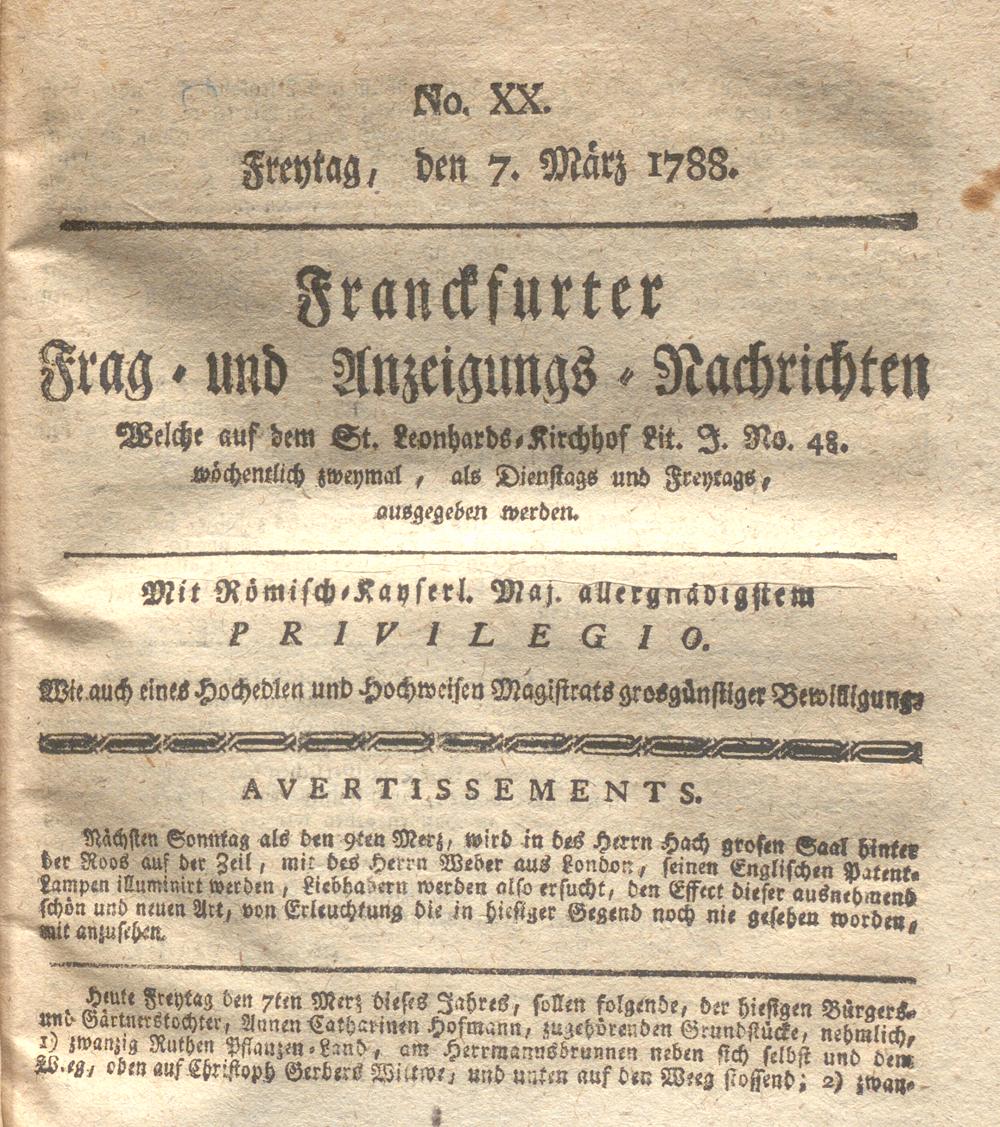 No. XX.
Freytag, den 7. März 1788.
Franckfurter
Frag - und Anzeigungs - Nachrichten
Welche auf dem St. Leonhards-Kirchhof Lit. J. No. 48.
wöchentlich zweymal, als Dienstags und Freytags,
ausgegeben werden.
Mit Römisch-Kayserl. Maj. allergnädigstem
PRIVILEGIO.
Wie auch eines Hochedlen und Hochweisen Magistrats grosgünstiger Bewilligung.
AVERTISSEMENTS.
Nächsten Sonntag als den 9ten Merz, wird in des Herrn Hach grosen Saal hinter
der Roos auf der Zeil, mit des Herrn Weber aus London, seinen Englischen Patent-
Lampen illuminirt werden, Liebhabern werden also ersucht, den Effect dieser ausnehmend
schön und neuen Art, von Erleuchtung die in hiesiger Gegend noch nie gesehen worden,
mit anzusehen.
Heute Freytag den 7ten Merz dieses Jahres, sollen folgende, der hiesigen Bürgers-
und Gärtnerstochter, Annen Catharinen Hofmann, zugehörenden Grundstücke, nehmlich,
1) zwanzig Ruthen Pflanzen-Land, am Herrmannsbrunnen neben sich selbst und dem
Weeg, oben auf Christoph Gerbers Wittwe, und unten auf den Weeg stossend; 2) zwan-